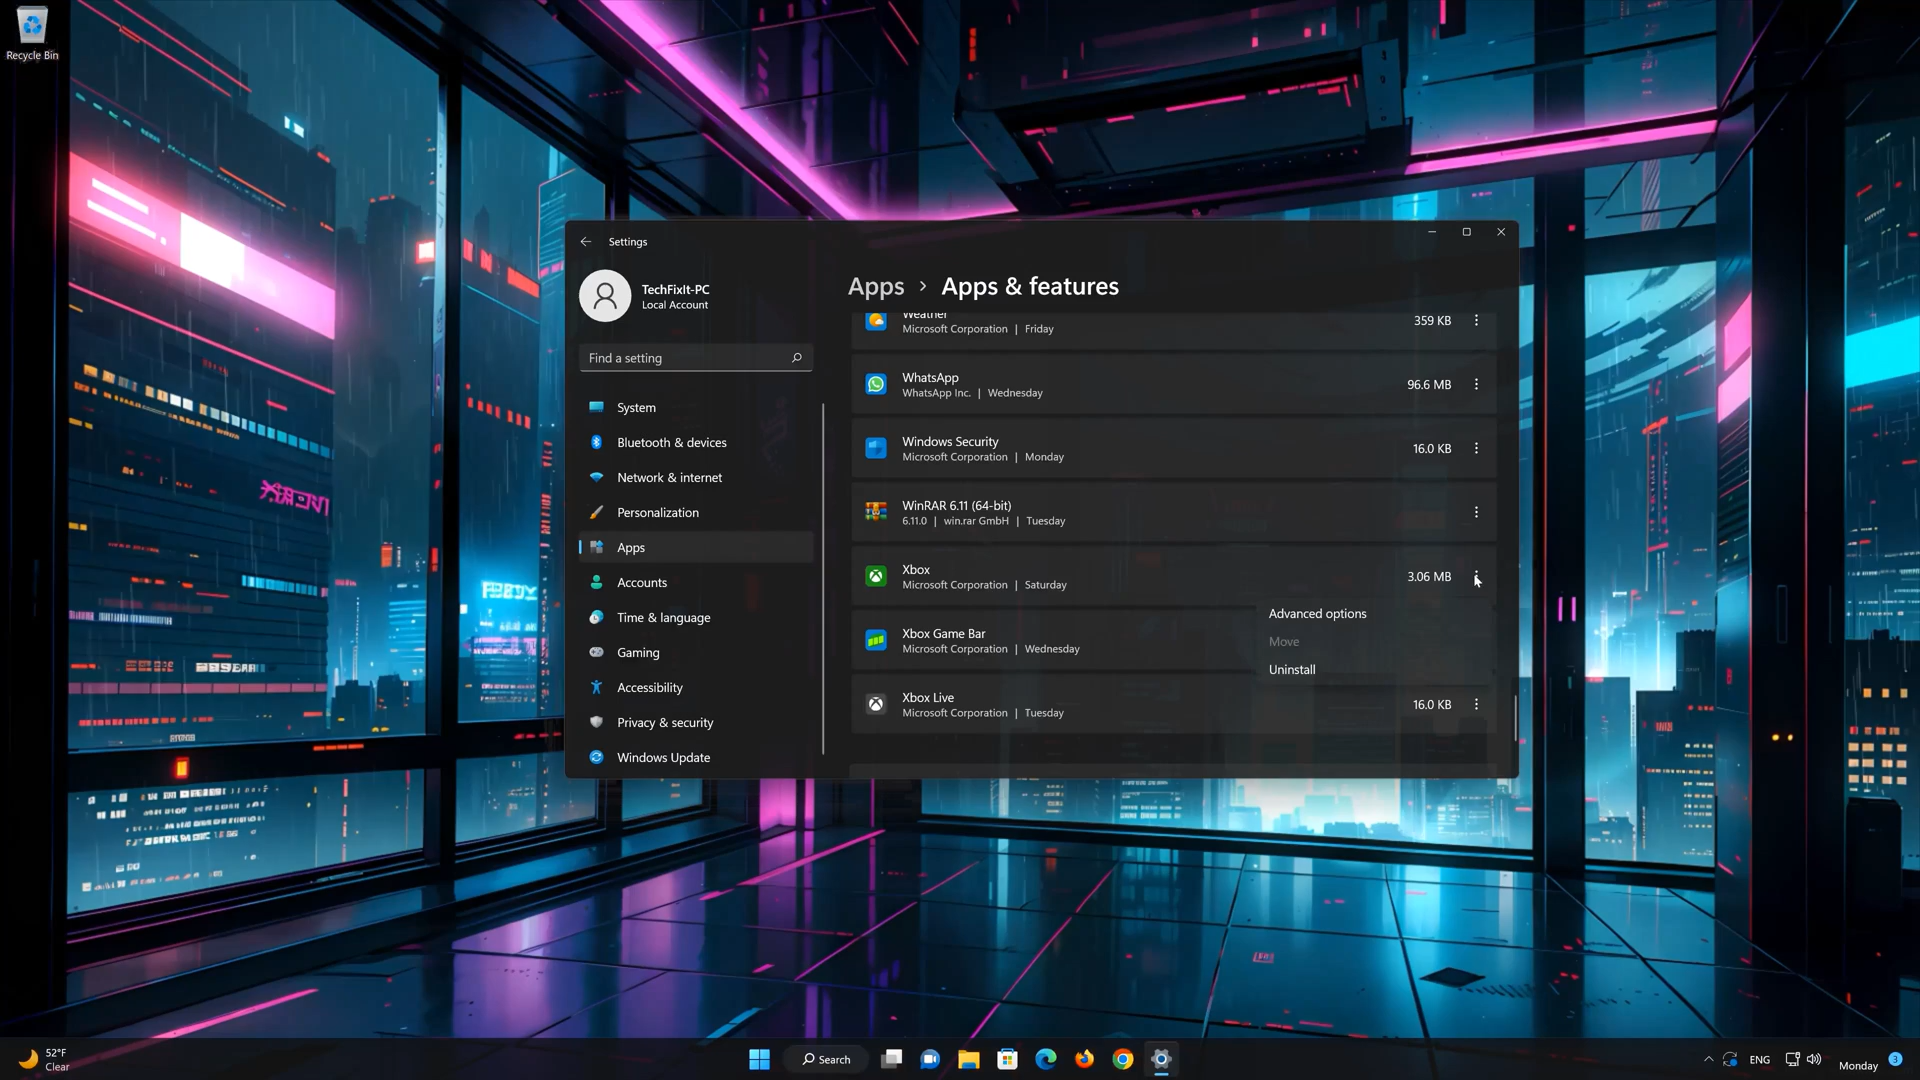 Recycle Bin
Settings
TechFixIt-PC
Local Account
Find a setting
System
Bluetooth & devices
Network & internet
Personalization
Apps
Accounts
Time & language
Gaming
Accessibility
Privacy & security
Windows Update
Apps > Apps & features
Weather
Microsoft Corporation | Friday
359 KB
WhatsApp
WhatsApp Inc. | Wednesday
96.6 MB
Windows Security
Microsoft Corporation | Monday
16.0 KB
WinRAR 6.11 (64-bit)
6.11.0 | win.rar GmbH | Tuesday
Xbox
Microsoft Corporation | Saturday
3.06 MB
Advanced options
Move
Uninstall
Xbox Game Bar
Microsoft Corporation | Wednesday
Xbox Live
Microsoft Corporation | Tuesday
16.0 KB
52°F
Clear
Search
ENG
Monday
3